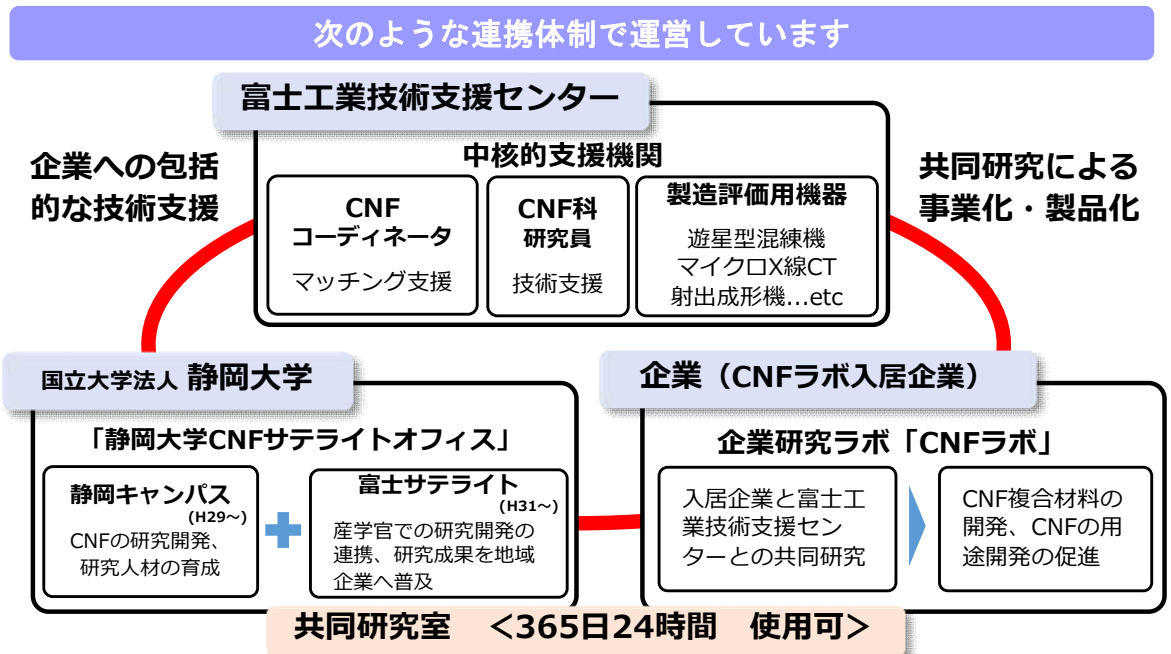 次のような連携体制で運営しています
富士工業技術支援センター
企業への包括
的な技術支援
中核的支援機関
CNF
コーディネータ
マッチング支援
CNF科
研究員
技術支援
製造評価用機器
遊星型混練機
マイクロX線CT
射出成形機…etc
共同研究による
事業化・製品化
国立大学法人 静岡大学
「静岡大学CNFサテライトオフィス」
静岡キャンパス
(H29～)
CNFの研究開発、
研究人材の育成
富士サテライト
(H31～)
産学官での研究開発の
連携、研究成果を地域
企業へ普及
企業（CNFラボ入居企業）
企業研究ラボ「CNFラボ」
入居企業と富士工
業技術支援セン
ターとの共同研究
CNF複合材料の
開発、CNFの用
途開発の促進
共同研究室　＜365日24時間　使用可＞